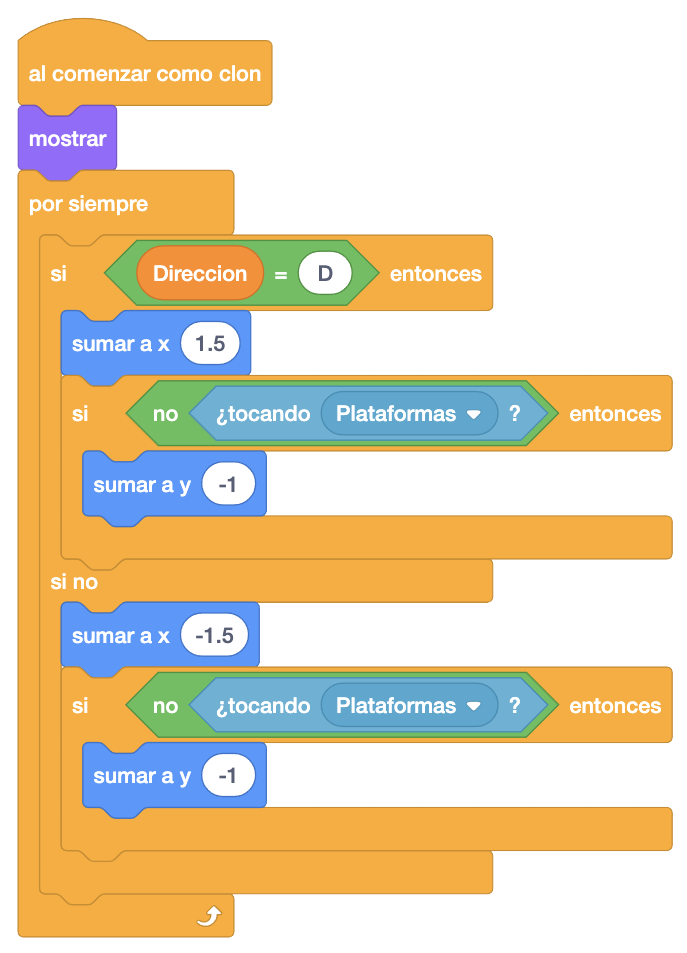 al comenzar como clon
mostrar
por siempre
si Direccion = D entonces
sumar a x 1.5
si no ¿tocando Plataformas ? entonces
sumar a y -1
si no
sumar a x -1.5
si no ¿tocando Plataformas ? entonces
sumar a y -1